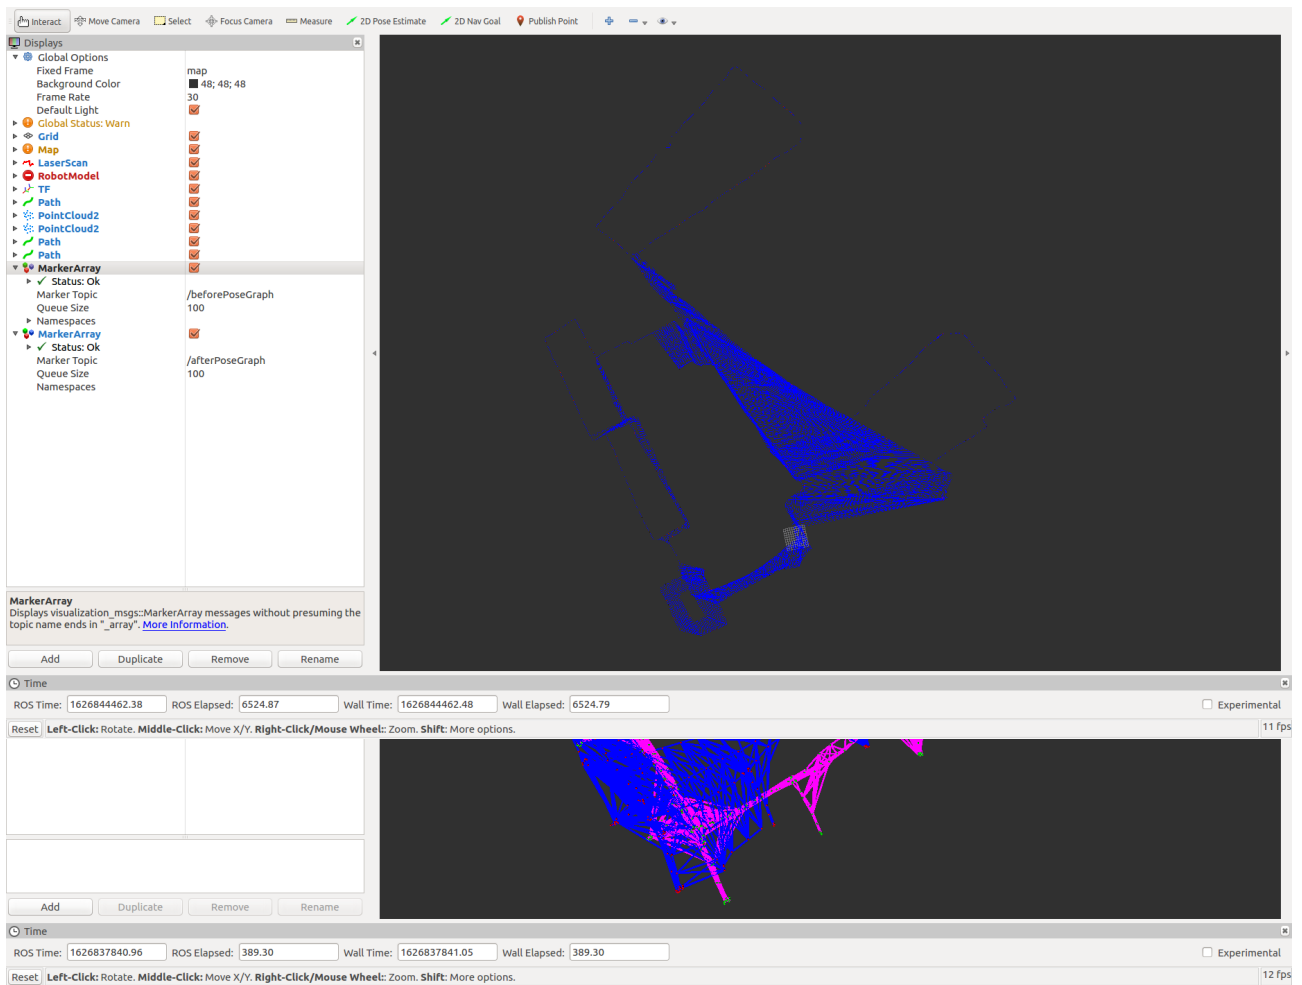 Interact Move Camera Select Focus Camera Measure 2D Pose Estimate 2D Nav Goal Publish Point
Displays
Global Options
Fixed Frame map
Background Color 48; 48; 48
Frame Rate 30
Default Light
Global Status: Warn
Grid
Map
LaserScan
RobotModel
TF
Path
PointCloud2
PointCloud2
Path
Path
MarkerArray
Status: Ok
Marker Topic /beforePoseGraph
Queue Size 100
Namespaces
MarkerArray
Status: Ok
Marker Topic /afterPoseGraph
Queue Size 100
Namespaces
MarkerArray
Displays visualization_msgs::MarkerArray messages without presuming the
topic name ends in "_array". More Information.
Add Duplicate Remove Rename
Time
ROS Time: 1626844462.38 ROS Elapsed: 6524.87 Wall Time: 1626844462.48 Wall Elapsed: 6524.79 Experimental
Reset Left-Click: Rotate. Middle-Click: Move X/Y. Right-Click/Mouse Wheel:: Zoom. Shift: More options. 11 fps
Add Duplicate Remove Rename
Time
ROS Time: 1626837840.96 ROS Elapsed: 389.30 Wall Time: 1626837841.05 Wall Elapsed: 389.30 Experimental
Reset Left-Click: Rotate. Middle-Click: Move X/Y. Right-Click/Mouse Wheel:: Zoom. Shift: More options. 12 fps